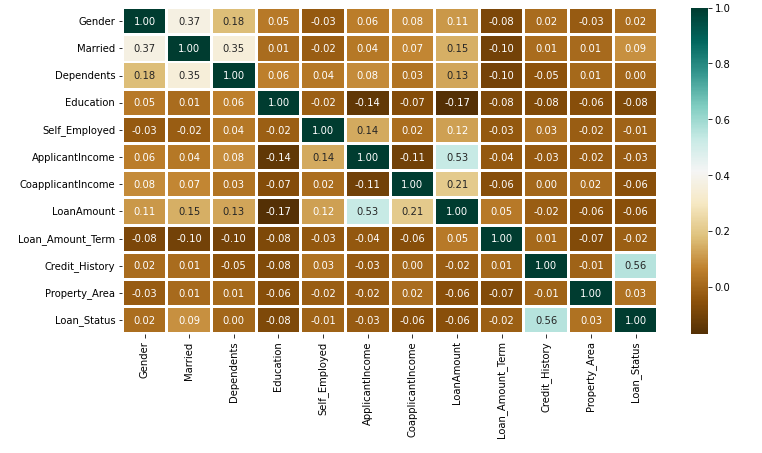 Gender 1.00 0.37 0.18 0.05 -0.03 0.06 0.08 0.11 -0.08 0.02 -0.03 0.02
Married 0.37 1.00 0.35 0.01 -0.02 0.04 0.07 0.15 -0.10 0.01 0.01 0.09
Dependents 0.18 0.35 1.00 0.06 0.04 0.08 0.03 0.13 -0.10 -0.05 0.01 0.00
Education 0.05 0.01 0.06 1.00 -0.02 -0.14 -0.07 -0.17 -0.08 -0.08 -0.06 -0.08
Self_Employed -0.03 -0.02 0.04 -0.02 1.00 0.14 0.02 0.12 -0.03 0.03 -0.02 -0.01
ApplicantIncome 0.06 0.04 0.08 -0.14 0.14 1.00 -0.11 0.53 -0.04 -0.03 -0.02 -0.03
CoapplicantIncome 0.08 0.07 0.03 -0.07 0.02 -0.11 1.00 0.21 -0.06 0.00 0.02 -0.06
LoanAmount 0.11 0.15 0.13 -0.17 0.12 0.53 0.21 1.00 0.05 -0.02 -0.06 -0.06
Loan_Amount_Term -0.08 -0.10 -0.10 -0.08 -0.03 -0.04 -0.06 0.05 1.00 0.01 -0.07 -0.02
Credit_History 0.02 0.01 -0.05 -0.08 0.03 -0.03 0.00 -0.02 0.01 1.00 -0.01 0.56
Property_Area -0.03 0.01 0.01 -0.06 -0.02 -0.02 0.02 -0.06 -0.07 -0.01 1.00 0.03
Loan_Status 0.02 0.09 0.00 -0.08 -0.01 -0.03 -0.06 -0.06 -0.02 0.56 0.03 1.00
Gender
Married
Dependents
Education
Self_Employed
ApplicantIncome
CoapplicantIncome
LoanAmount
Loan_Amount_Term
Credit_History
Property_Area
Loan_Status
1.0
0.8
0.6
0.4
0.2
0.0